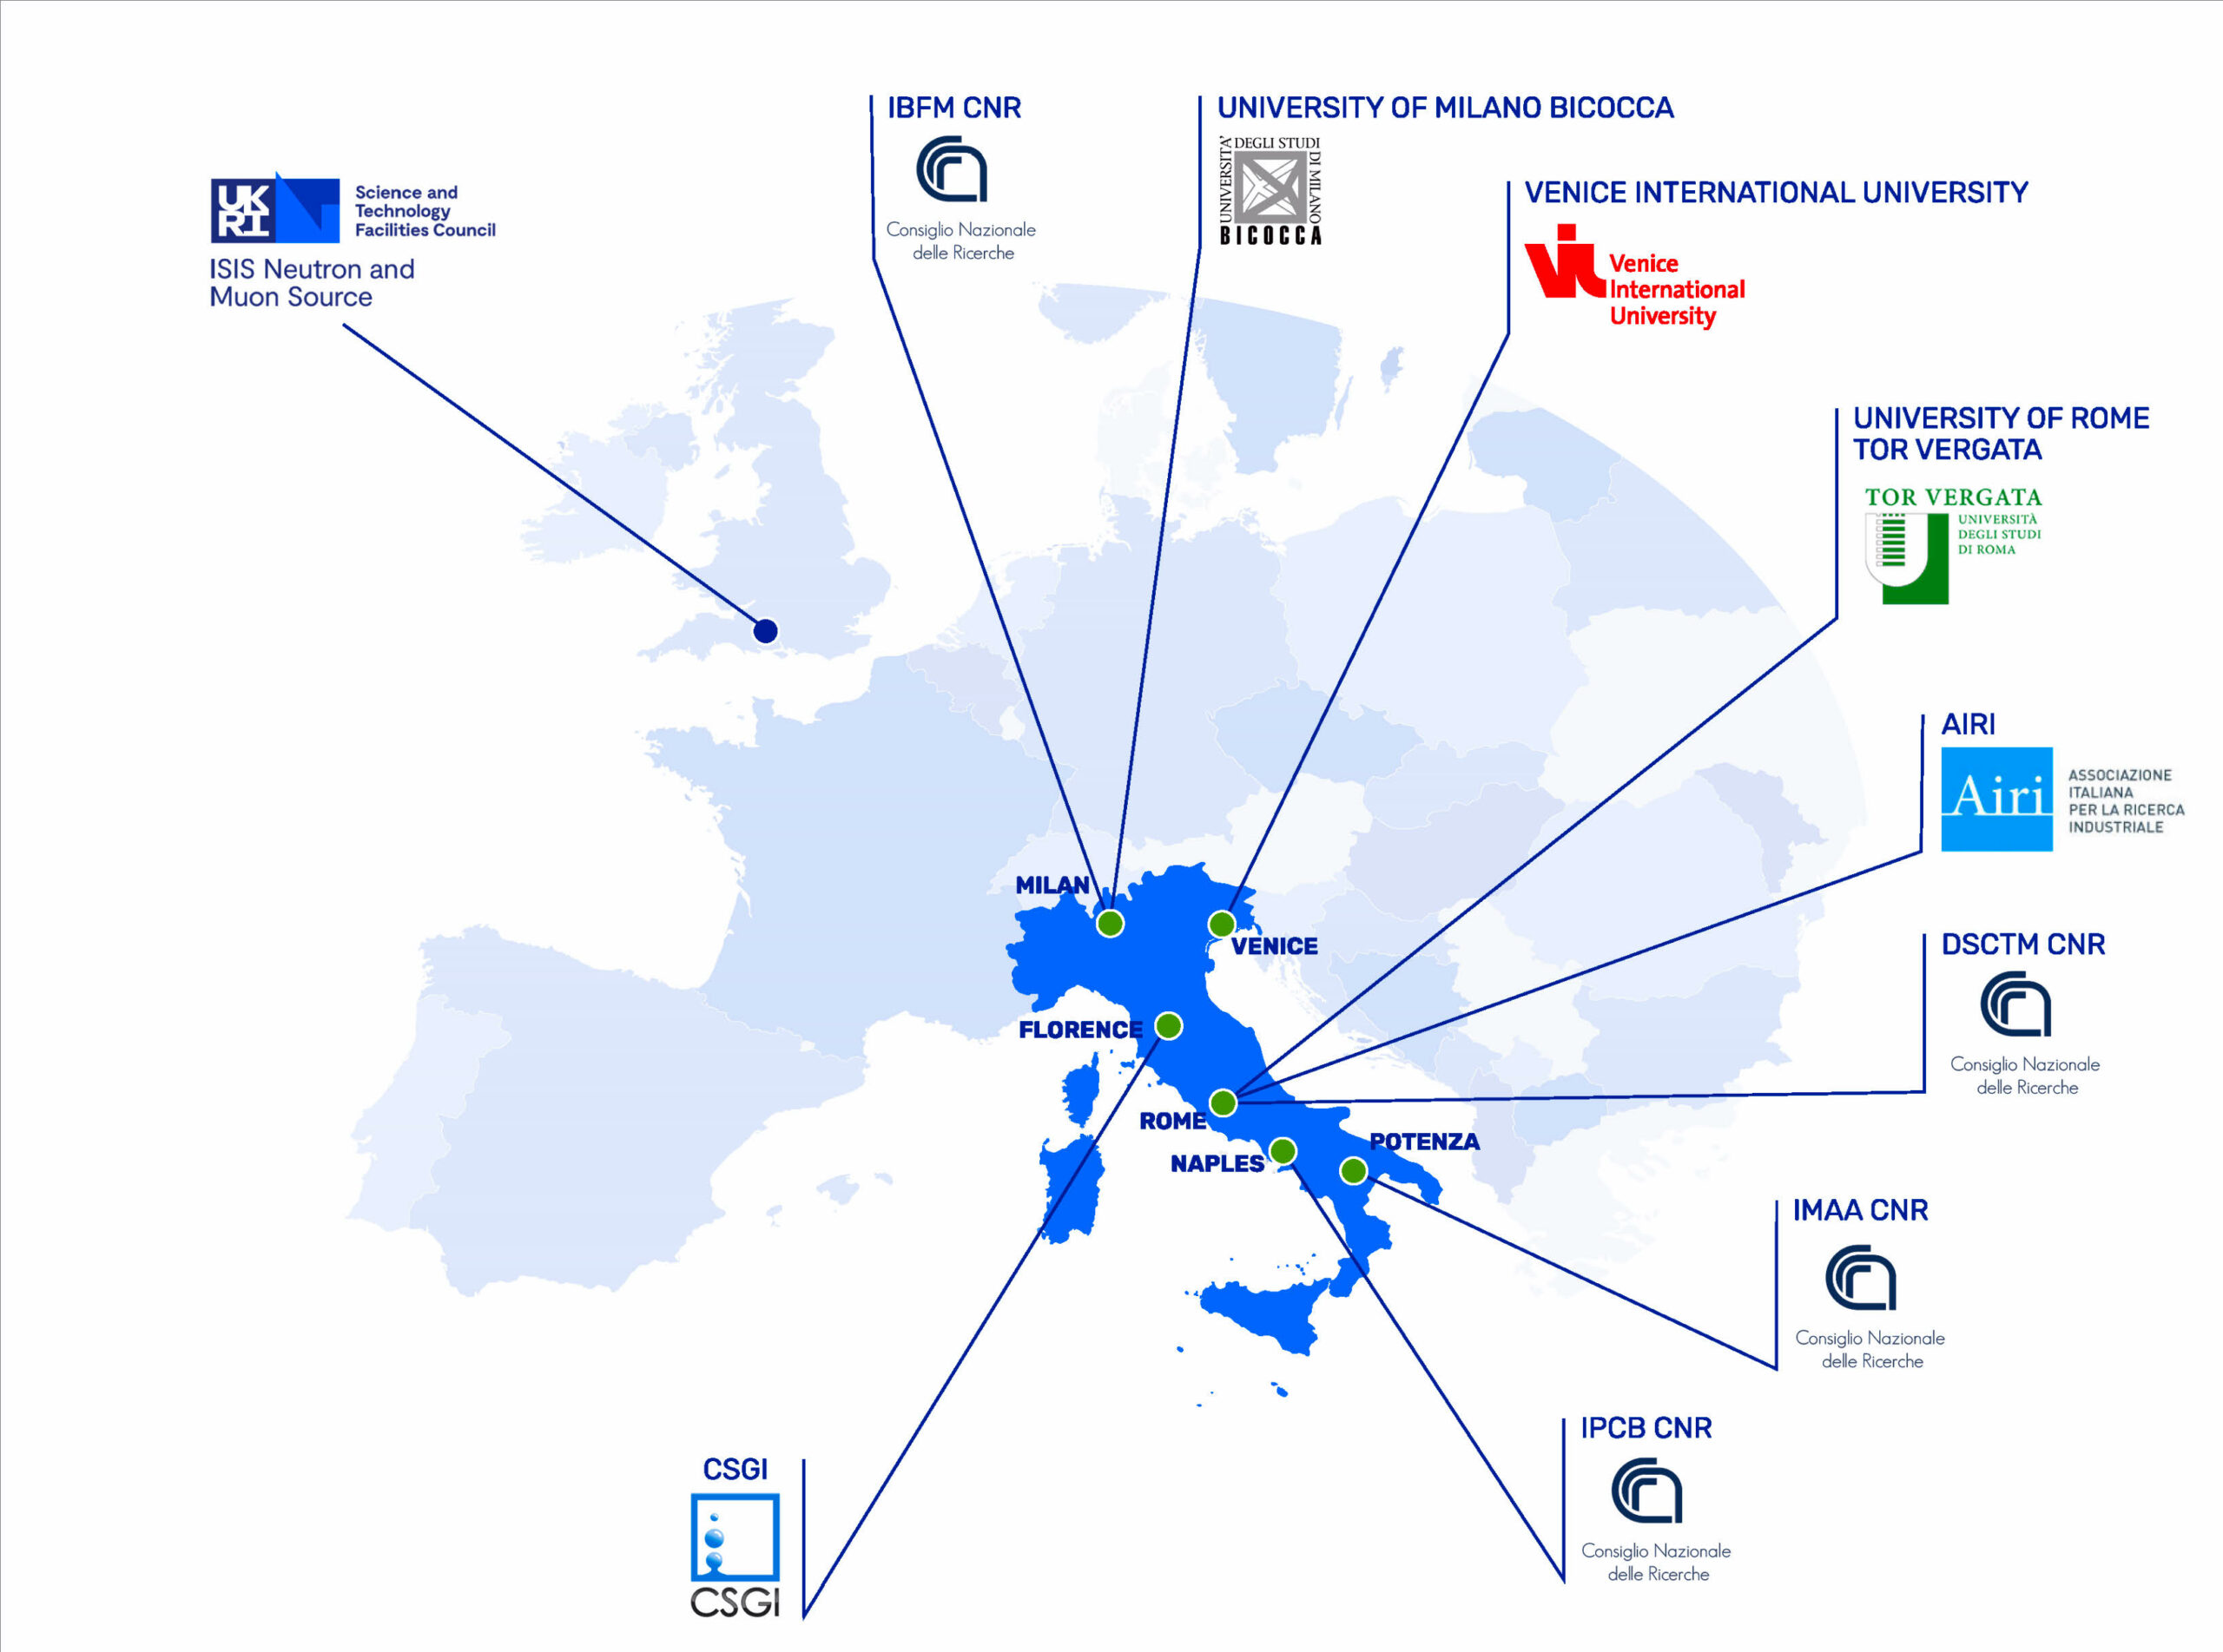 IBFM CNR
Consiglio Nazionale
delle Ricerche
UNIVERSITY OF MILANO BICOCCA
UNIVERSITA' DEGLI STUDI DI MILANO
BICOCCA
UK
RI
Science and
Technology
Facilities Council
ISIS Neutron and
Muon Source
VENICE INTERNATIONAL UNIVERSITY
Venice
International
University
UNIVERSITY OF ROME
TOR VERGATA
TOR VERGATA
UNIVERSITÀ
DEGLI STUDI
DI ROMA
AIRI
Airi
ASSOCIAZIONE
ITALIANA
PER LA RICERCA
INDUSTRIALE
MILAN
VENICE
DSCTM CNR
Consiglio Nazionale
delle Ricerche
FLORENCE
ROME
NAPLES
POTENZA
IMAA CNR
Consiglio Nazionale
delle Ricerche
IPCB CNR
Consiglio Nazionale
delle Ricerche
CSGI
CSGI